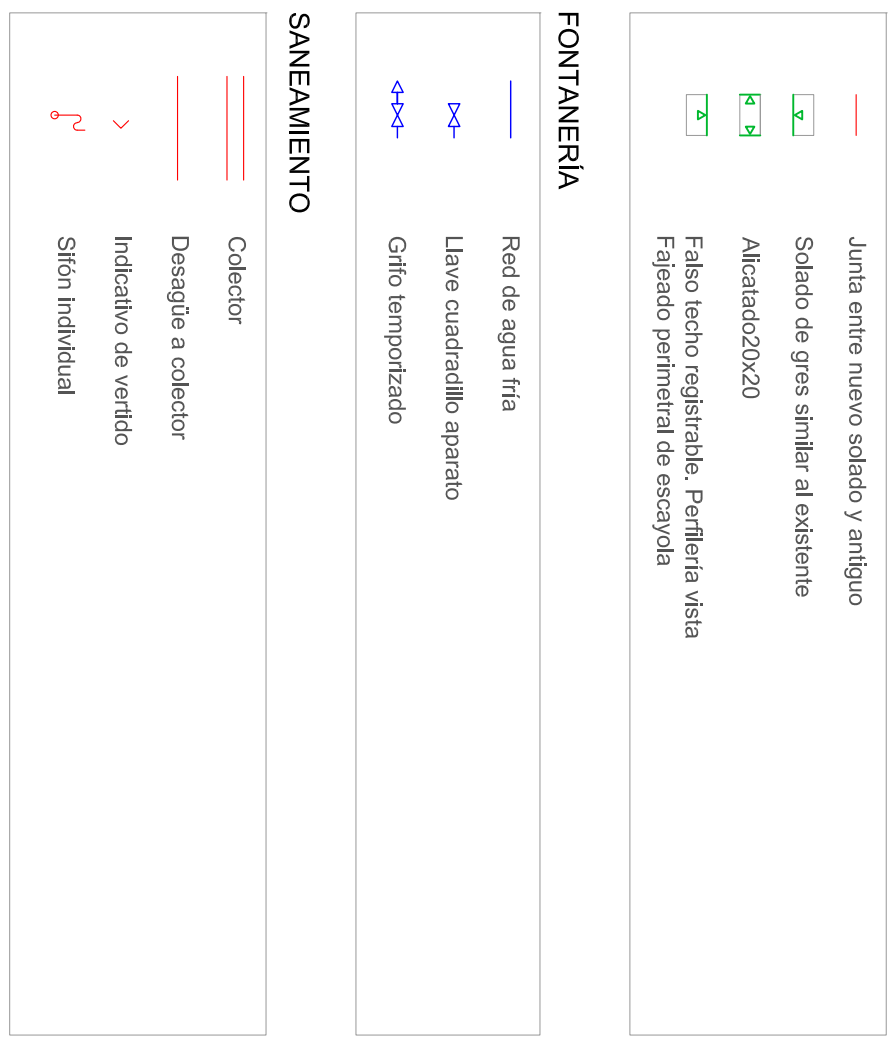 Junta entre nuevo solado y antiguo
Solado de gres similar al existente
Alicatado20x20
Falso techo registrable. Perfilería vista
Fajeado perimetral de escayola
FONTANERÍA
Red de agua fría
Llave cuadradillo aparato
Grifo temporizado
SANEAMIENTO
Colector
Desagüe a colector
Indicativo de vertido
Sifón individual